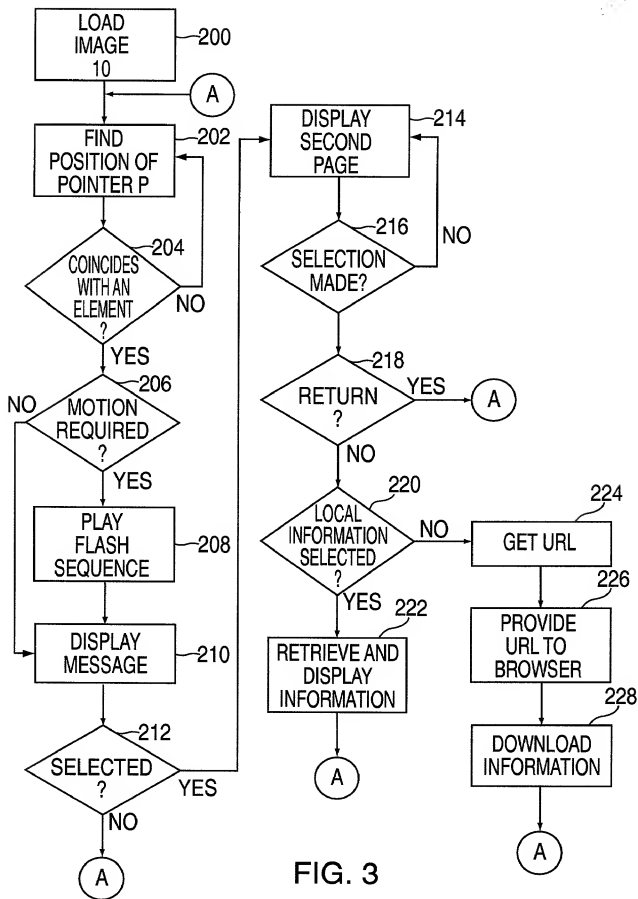 LOAD
IMAGE
10
200
A
FIND
POSITION OF
POINTER P
202
204
COINCIDES
WITH AN
ELEMENT
?
NO
YES
206
NO
MOTION
REQUIRED
?
YES
PLAY
FLASH
SEQUENCE
208
DISPLAY
MESSAGE
210
212
SELECTED
?
YES
NO
A
DISPLAY
SECOND
PAGE
214
216
SELECTION
MADE?
NO
218
RETURN
?
YES
A
NO
220
LOCAL
INFORMATION
SELECTED
?
NO
YES
222
RETRIEVE AND
DISPLAY
INFORMATION
A
224
GET URL
226
PROVIDE
URL TO
BROWSER
228
DOWNLOAD
INFORMATION
A
FIG. 3